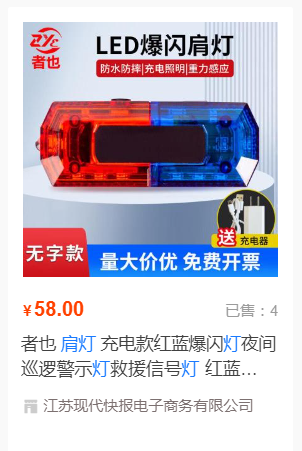 ZYe
者也
LED爆闪肩灯
防水防摔|充电照明|重力感应
送 充电器
无字款
量大价优 免费开票
¥58.00
已售：4
者也 肩灯 充电款红蓝爆闪灯夜间
巡逻警示灯救援信号灯 红蓝…
江苏现代快报电子商务有限公司